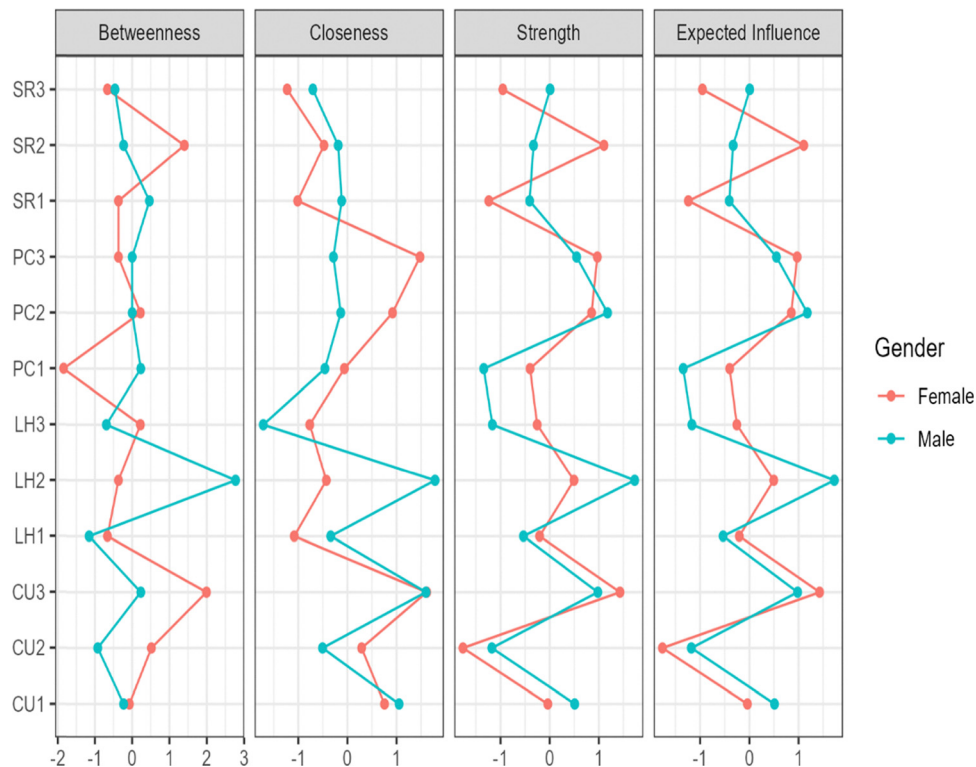 Betweenness Closeness Strength Expected Influence
SR3
SR2
SR1
PC3
PC2
PC1
LH3
LH2
LH1
CU3
CU2
CU1
Gender
Female
Male
-2 -1 0 1 2 3 -1 0 1 -1 0 1 -1 0 1